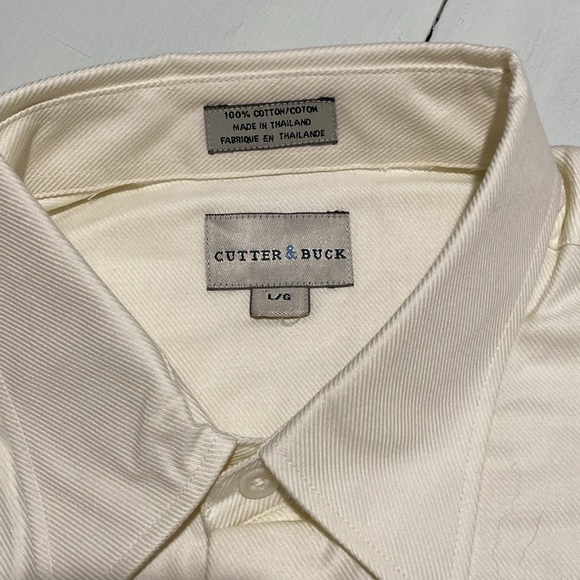 100% COTTON/COTON
MADE IN THAILAND
FABRIQUE EN THAILANDE
CUTTER & BUCK
L/G